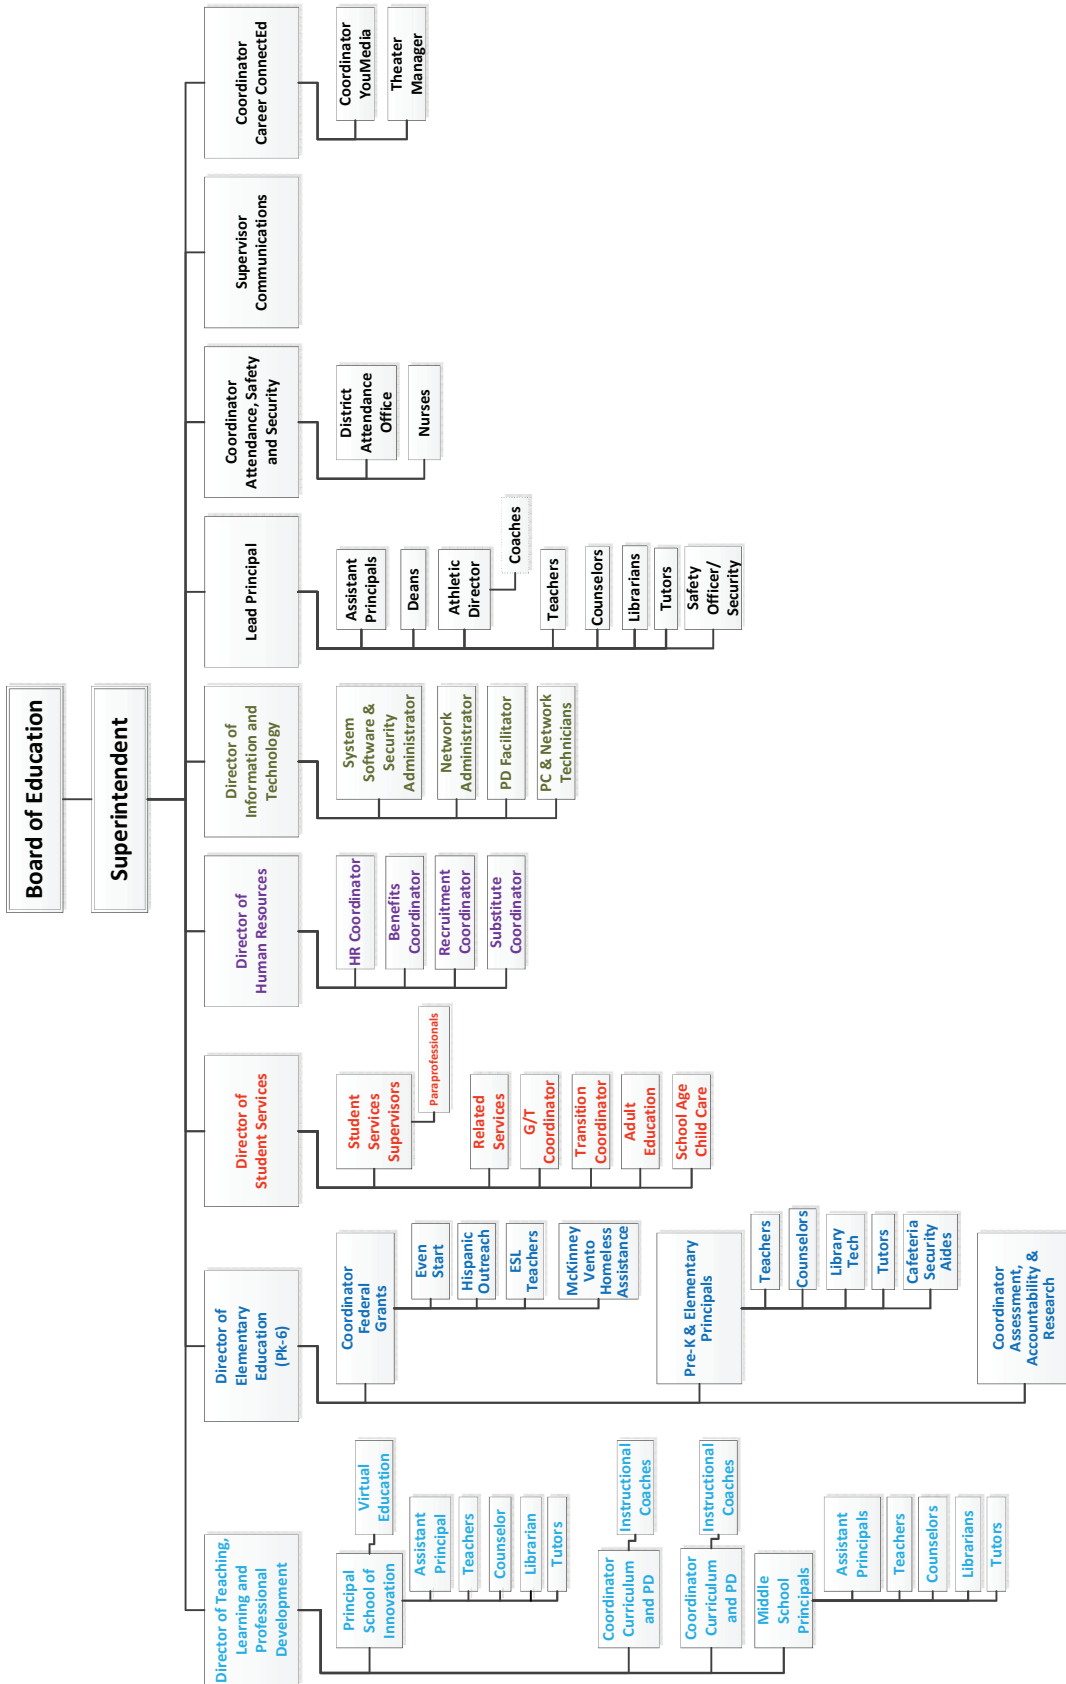 Board of Education
Superintendent
Director of Teaching,
Learning and
Professional
Development
Principal
School of
Innovation
Virtual
Education
Assistant
Principal
Teachers
Counselor
Librarian
Tutors
Coordinator
Curriculum
and PD
Instructional
Coaches
Coordinator
Curriculum
and PD
Instructional
Coaches
Middle
School
Principals
Assistant
Principals
Teachers
Counselors
Librarians
Tutors
Director of
Elementary
Education
(Pk-6)
Coordinator
Federal
Grants
Even
Start
Hispanic
Outreach
ESL
Teachers
McKinney
Vento
Homeless
Assistance
Pre-K & Elementary
Principals
Teachers
Counselors
Library
Tech
Tutors
Cafeteria
Security
Aides
Coordinator
Assessment,
Accountability &
Research
Director of
Student Services
Student
Services
Supervisors
Paraprofessionals
Related
Services
G/T
Coordinator
Transition
Coordinator
Adult
Education
School Age
Child Care
Director of
Human Resources
HR Coordinator
Benefits
Coordinator
Recruitment
Coordinator
Substitute
Coordinator
Director of
Information and
Technology
System
Software &
Security
Administrator
Network
Administrator
PD Facilitator
PC & Network
Technicians
Lead Principal
Assistant
Principals
Deans
Athletic
Director
Coaches
Teachers
Counselors
Librarians
Tutors
Safety
Officer/
Security
Coordinator
Attendance, Safety
and Security
District
Attendance
Office
Nurses
Supervisor
Communications
Coordinator
Career ConnectEd
Coordinator
YouMedia
Theater
Manager